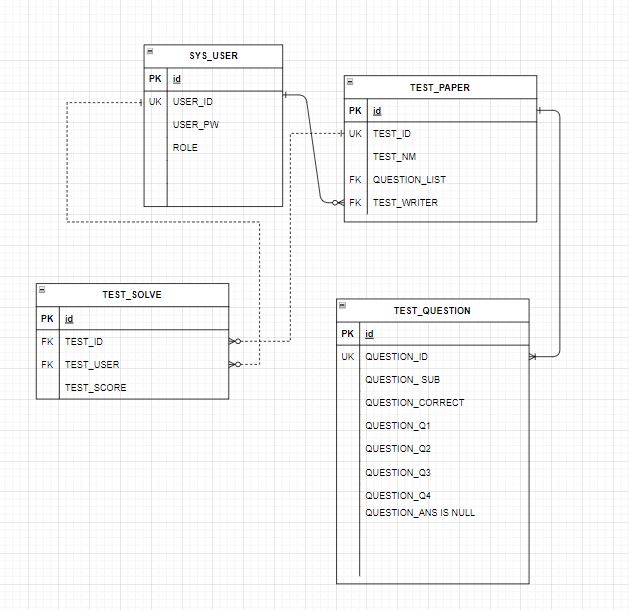 SYS_USER
PK id
UK USER_ID
USER_PW
ROLE
TEST_PAPER
PK id
UK TEST_ID
TEST_NM
FK QUESTION_LIST
FK TEST_WRITER
TEST_SOLVE
PK id
FK TEST_ID
FK TEST_USER
TEST_SCORE
TEST_QUESTION
PK id
UK QUESTION_ID
QUESTION_ SUB
QUESTION_CORRECT
QUESTION_Q1
QUESTION_Q2
QUESTION_Q3
QUESTION_Q4
QUESTION_ANS IS NULL